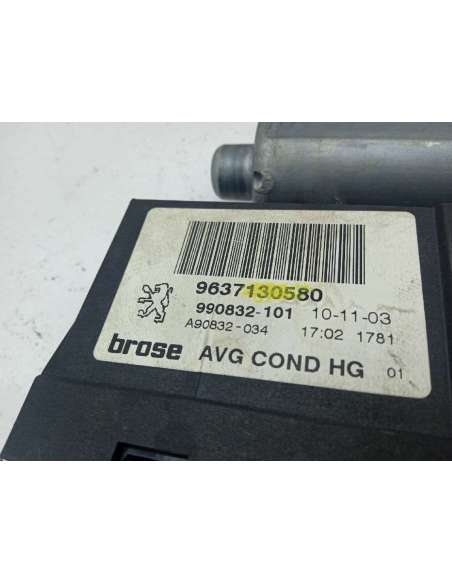 9637130580
990832-101 10-11-03
A90832-034 17:02 1781
brose AVG COND HG 01